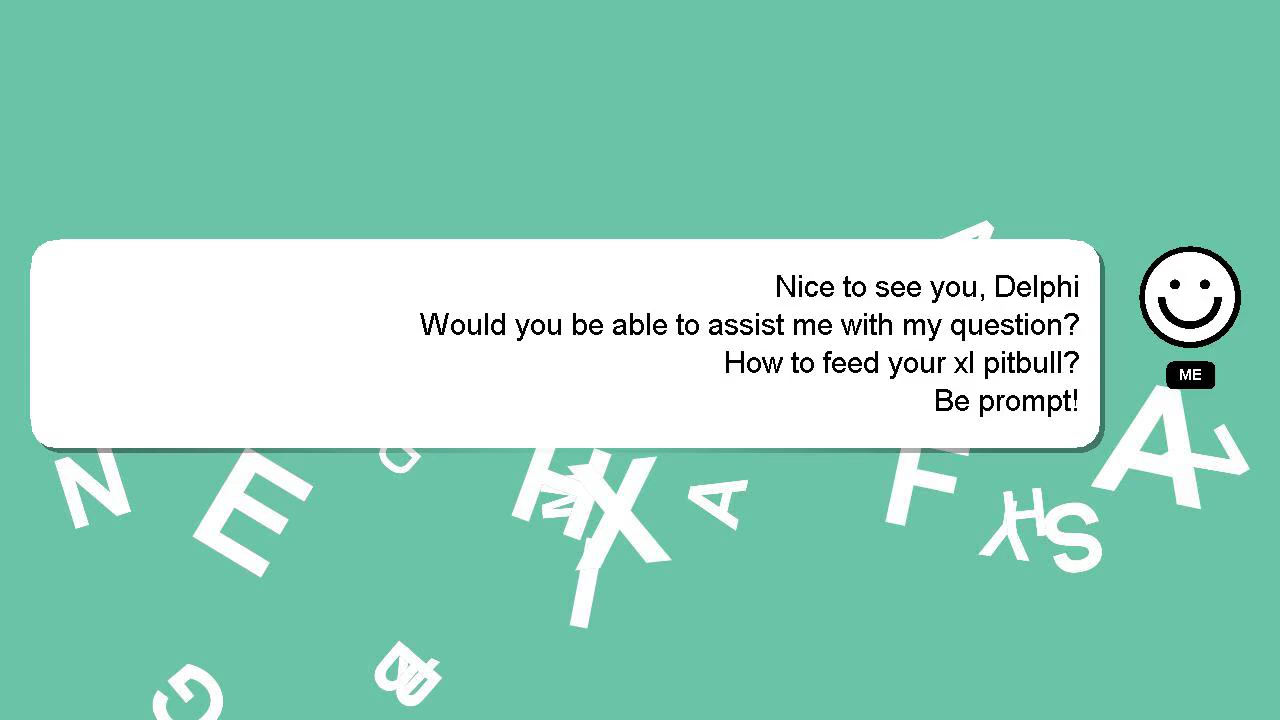 Nice to see you, Delphi
Would you be able to assist me with my question?
How to feed your xl pitbull?
Be prompt!
ME
A
N
E
D
H
X
N
A
I
F
X
H
S
A
Z
G
B